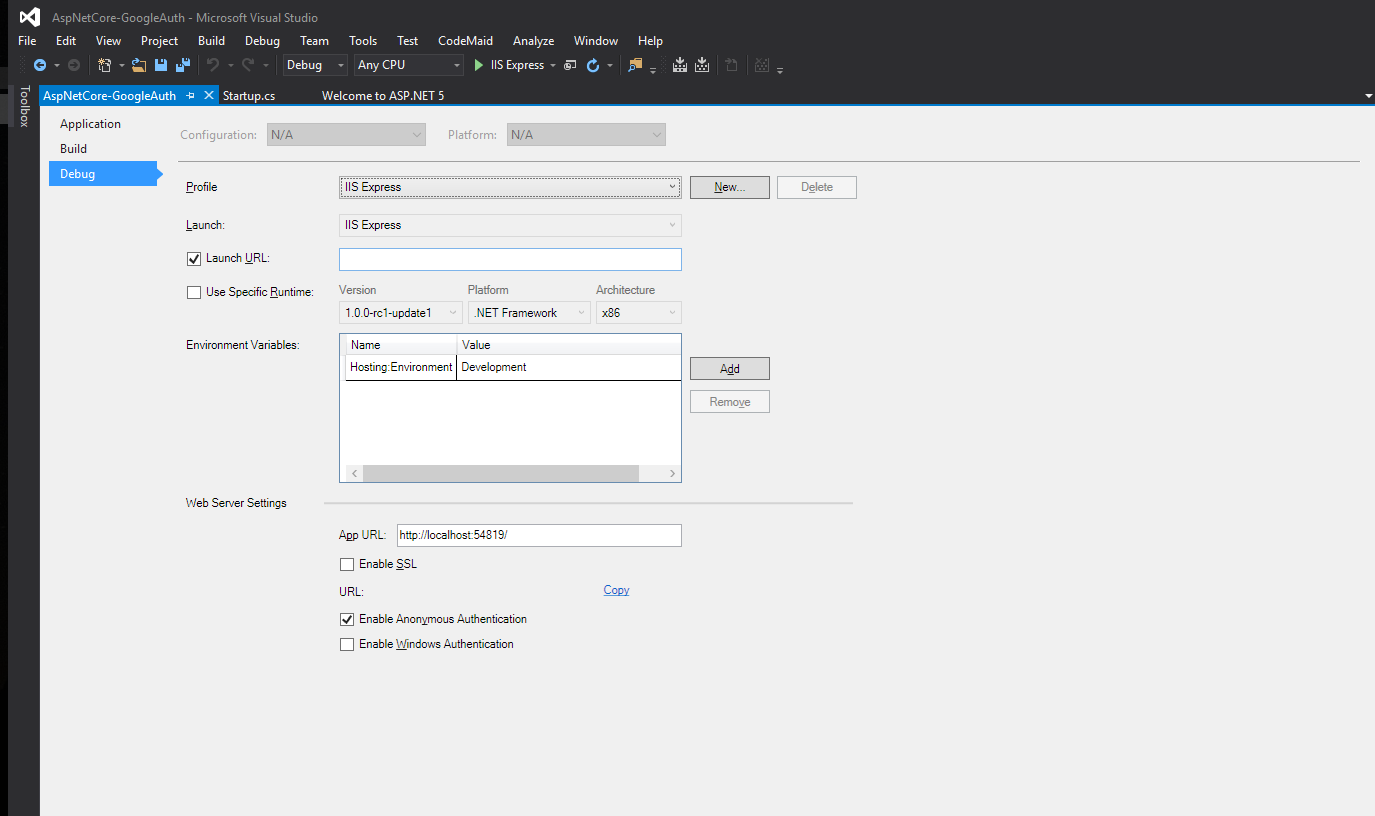 AspNetCore-GoogleAuth - Microsoft Visual Studio
File Edit View Project Build Debug Team Tools Test CodeMaid Analyze Window Help
Debug Any CPU IIS Express
Toolbox
AspNetCore-GoogleAuth Startup.cs Welcome to ASP.NET 5
Application
Build
Debug
Configuration: N/A Platform: N/A
Profile IIS Express New... Delete
Launch: IIS Express
Launch URL:
Use Specific Runtime: Version Platform Architecture
1.0.0-rc1-update1 .NET Framework x86
Environment Variables: Name Value
Hosting:Environment Development
Add
Remove
Web Server Settings
App URL: http://localhost:54819/
Enable SSL
URL: Copy
Enable Anonymous Authentication
Enable Windows Authentication